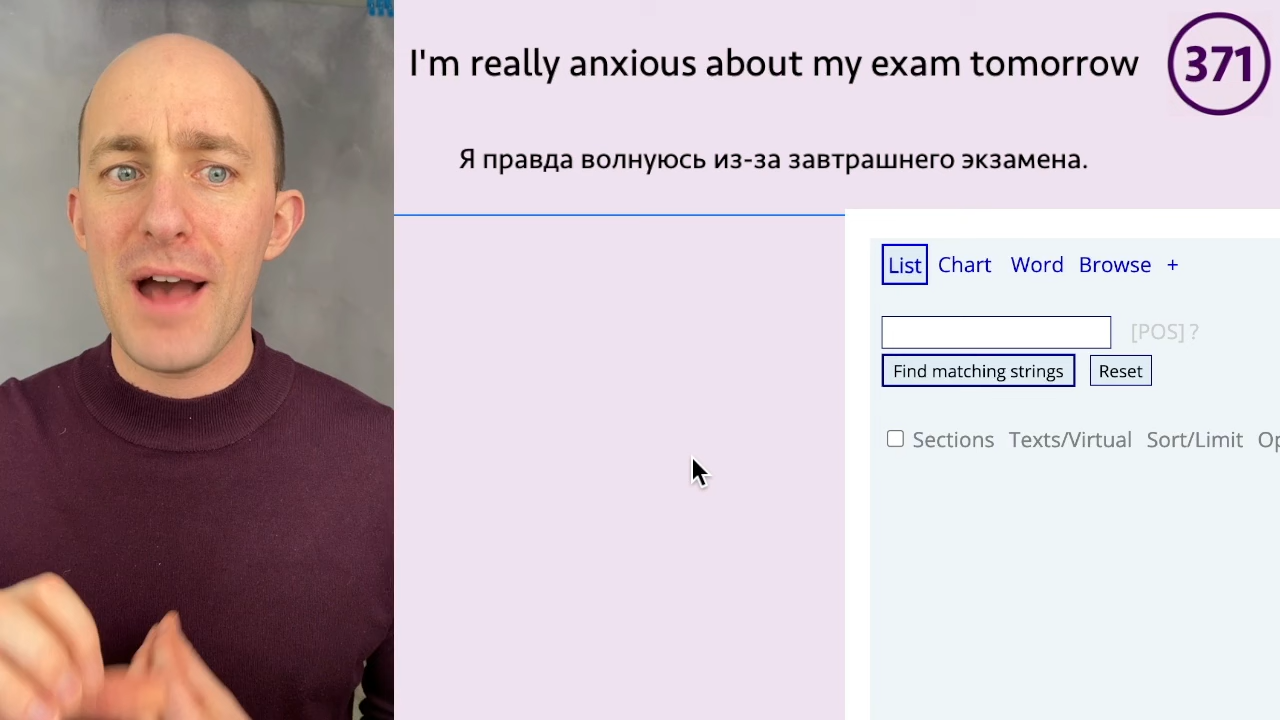 I'm really anxious about my exam tomorrow
371
Я правда волнуюсь из-за завтрашнего экзамена.
List Chart Word Browse +
[POS] ?
Find matching strings Reset
Sections Texts/Virtual Sort/Limit